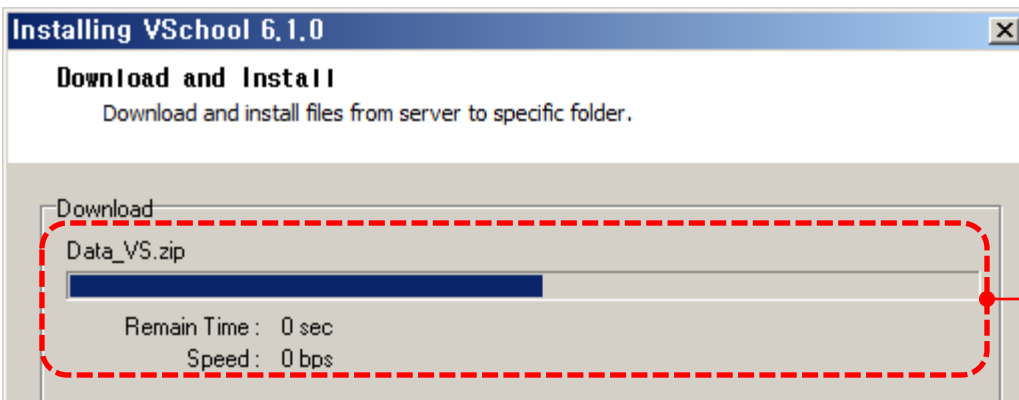 Installing VSchool 6.1.0
Download and Install
Download and install files from server to specific folder.
Download
Data_VS.zip
Remain Time : 0 sec
Speed : 0 bps